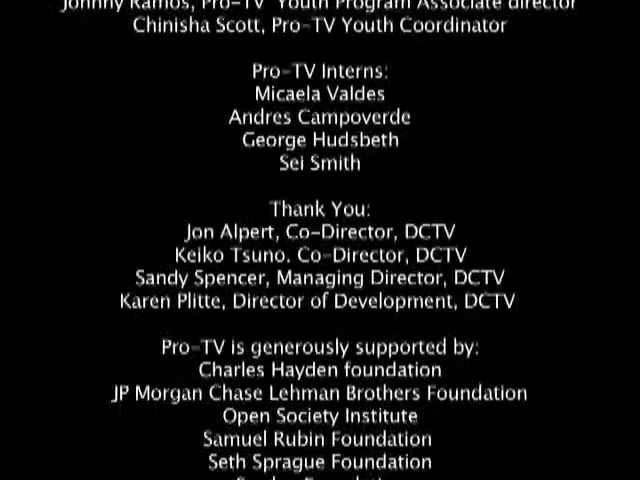 Johnny Ramos, Pro-TV Youth Program Associate director
Chinisha Scott, Pro-TV Youth Coordinator
Pro-TV Interns:
Micaela Valdes
Andres Campoverde
George Hudsbeth
Sei Smith
Thank You:
Jon Alpert, Co-Director, DCTV
Keiko Tsuno. Co-Director, DCTV
Sandy Spencer, Managing Director, DCTV
Karen Plitte, Director of Development, DCTV
Pro-TV is generously supported by:
Charles Hayden foundation
JP Morgan Chase Lehman Brothers Foundation
Open Society Institute
Samuel Rubin Foundation
Seth Sprague Foundation